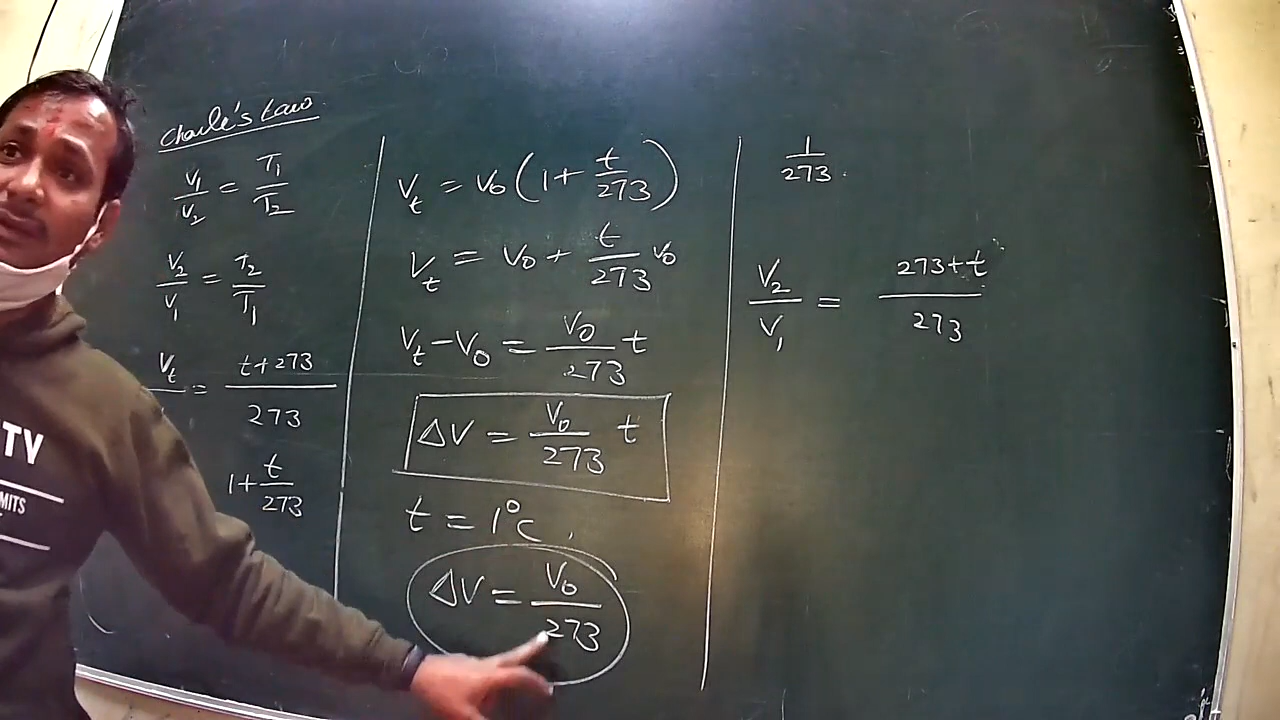 Charle's Law
V₁/V₂ = T₁/T₂
V₂/V₁ = T₂/T₁
Vt = t+273/273
1+t/273
Vt = V₀(1+t/273)
Vt = V₀+t/273 V₀
Vt-V₀ = V₀/273 t
ΔV = V₀/273 t
t = 1°C
ΔV = V₀/273
1/273
V₂/V₁ = 273+t/273
TY
MITS